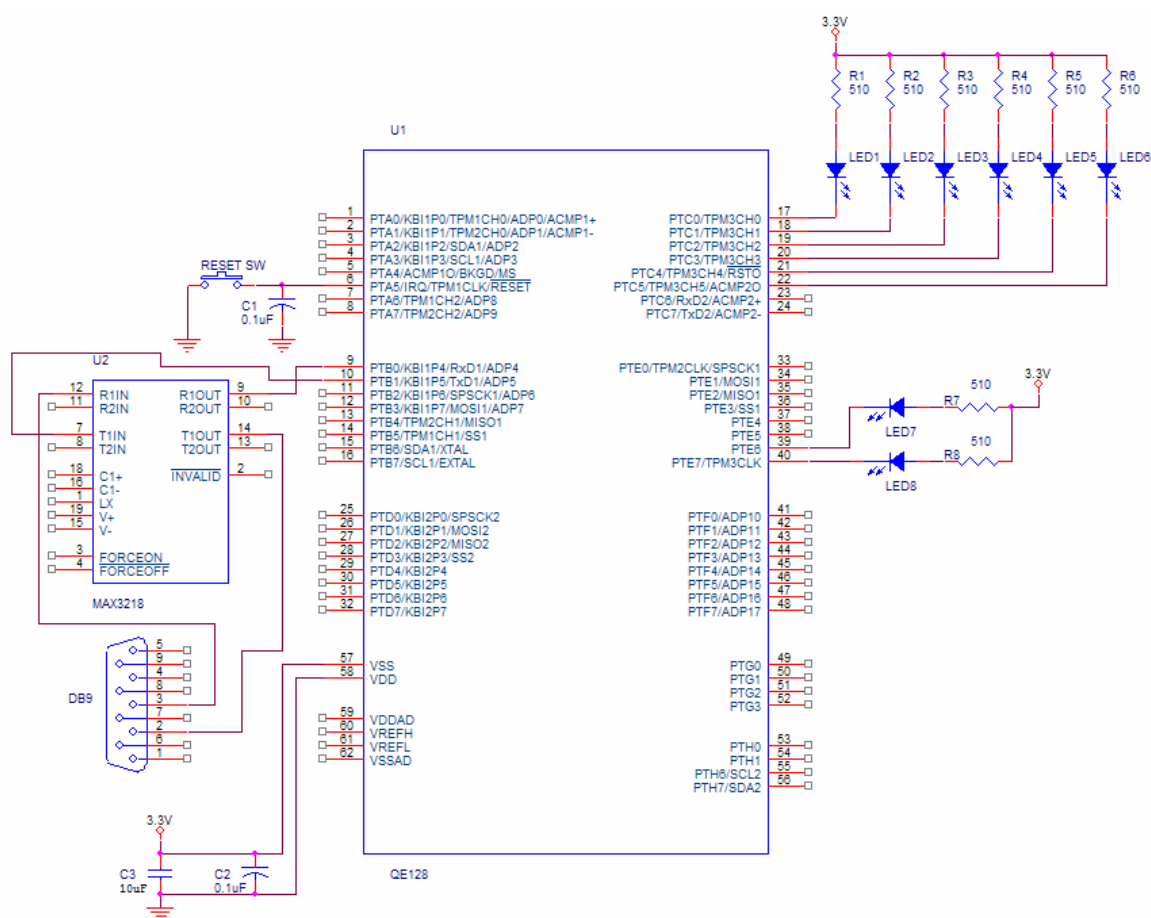 3.3V
R1 510
R2 510
R3 510
R4 510
R5 510
R6 510
LED1
LED2
LED3
LED4
LED5
LED6
U1
1 PTA0/KBI1P0/TPM1CH0/ADP0/ACMP1+
2 PTA1/KBI1P1/TPM2CH0/ADP1/ACMP1-
3 PTA2/KBI1P2/SDA1/ADP2
4 PTA3/KBI1P3/SCL1/ADP3
5 PTA4/ACMP1O/BKGD/MS
6 PTA5/IRQ/TPM1CLK/RESET
7 PTA6/TPM1CH2/ADP8
8 PTA7/TPM2CH2/ADP9
PTC0/TPM3CH0 17
PTC1/TPM3CH1 18
PTC2/TPM3CH2 19
PTC3/TPM3CH3 20
PTC4/TPM3CH4/RSTO 21
PTC5/TPM3CH5/ACMP2O 22
PTC6/RxD2/ACMP2+ 23
PTC7/TxD2/ACMP2- 24
RESET SW
C1
0.1uF
9 PTB0/KBI1P4/RxD1/ADP4
10 PTB1/KBI1P5/TxD1/ADP5
11 PTB2/KBI1P6/SPSCK1/ADP6
12 PTB3/KBI1P7/MOSI1/ADP7
13 PTB4/TPM2CH1/MISO1
14 PTB5/TPM1CH1/SS1
15 PTB6/SDA1/XTAL
16 PTB7/SCL1/EXTAL
PTE0/TPM2CLK/SPSCK1 33
PTE1/MOSI1 34
PTE2/MISO1 35
PTE3/SS1 36
PTE4 37
PTE5 38
PTE6 39
PTE7/TPM3CLK 40
3.3V
510
R7
LED7
510
R8
LED8
U2
12 R1IN
11 R2IN
7 T1IN
8 T2IN
18 C1+
16 C1-
1 LX
19 V+
15 V-
3 FORCEON
4 FORCEOFF
R1OUT 9
R2OUT 10
T1OUT 14
T2OUT 13
INVALID 2
MAX3218
25 PTD0/KBI2P0/SPSCK2
26 PTD1/KBI2P1/MOSI2
27 PTD2/KBI2P2/MISO2
28 PTD3/KBI2P3/SS2
29 PTD4/KBI2P4
30 PTD5/KBI2P5
31 PTD6/KBI2P6
32 PTD7/KBI2P7
PTF0/ADP10 41
PTF1/ADP11 42
PTF2/ADP12 43
PTF3/ADP13 44
PTF4/ADP14 45
PTF5/ADP15 46
PTF6/ADP16 47
PTF7/ADP17 48
DB9
5
9
4
8
3
7
2
6
1
57 VSS
58 VDD
59 VDDAD
60 VREFH
61 VREFL
62 VSSAD
PTG0 49
PTG1 50
PTG2 51
PTG3 52
PTH0 53
PTH1 54
PTH6/SCL2 55
PTH7/SDA2 56
3.3V
C3
10uF
C2
0.1uF
QE128